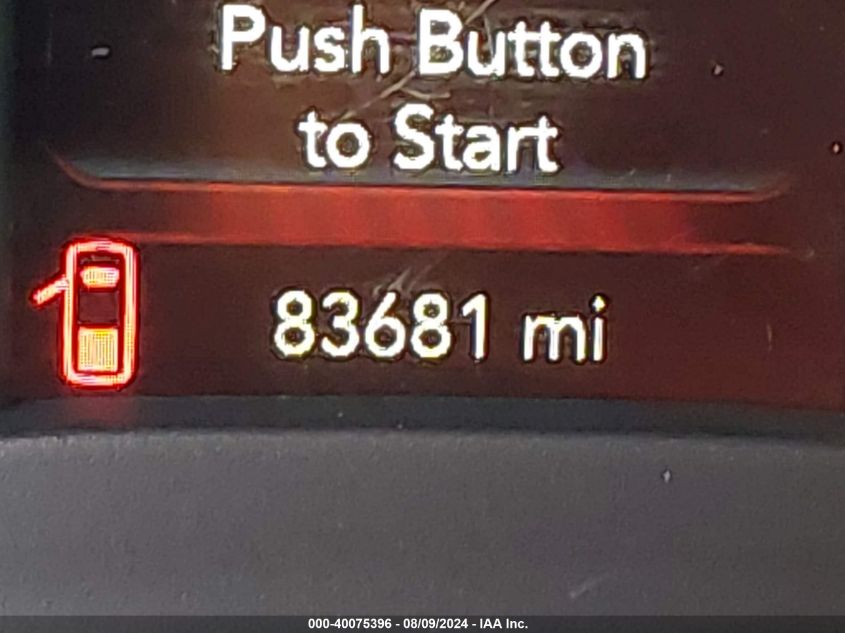 Push Button
to Start
83681 mi
000-40075396 - 08/09/2024 - IAA Inc.